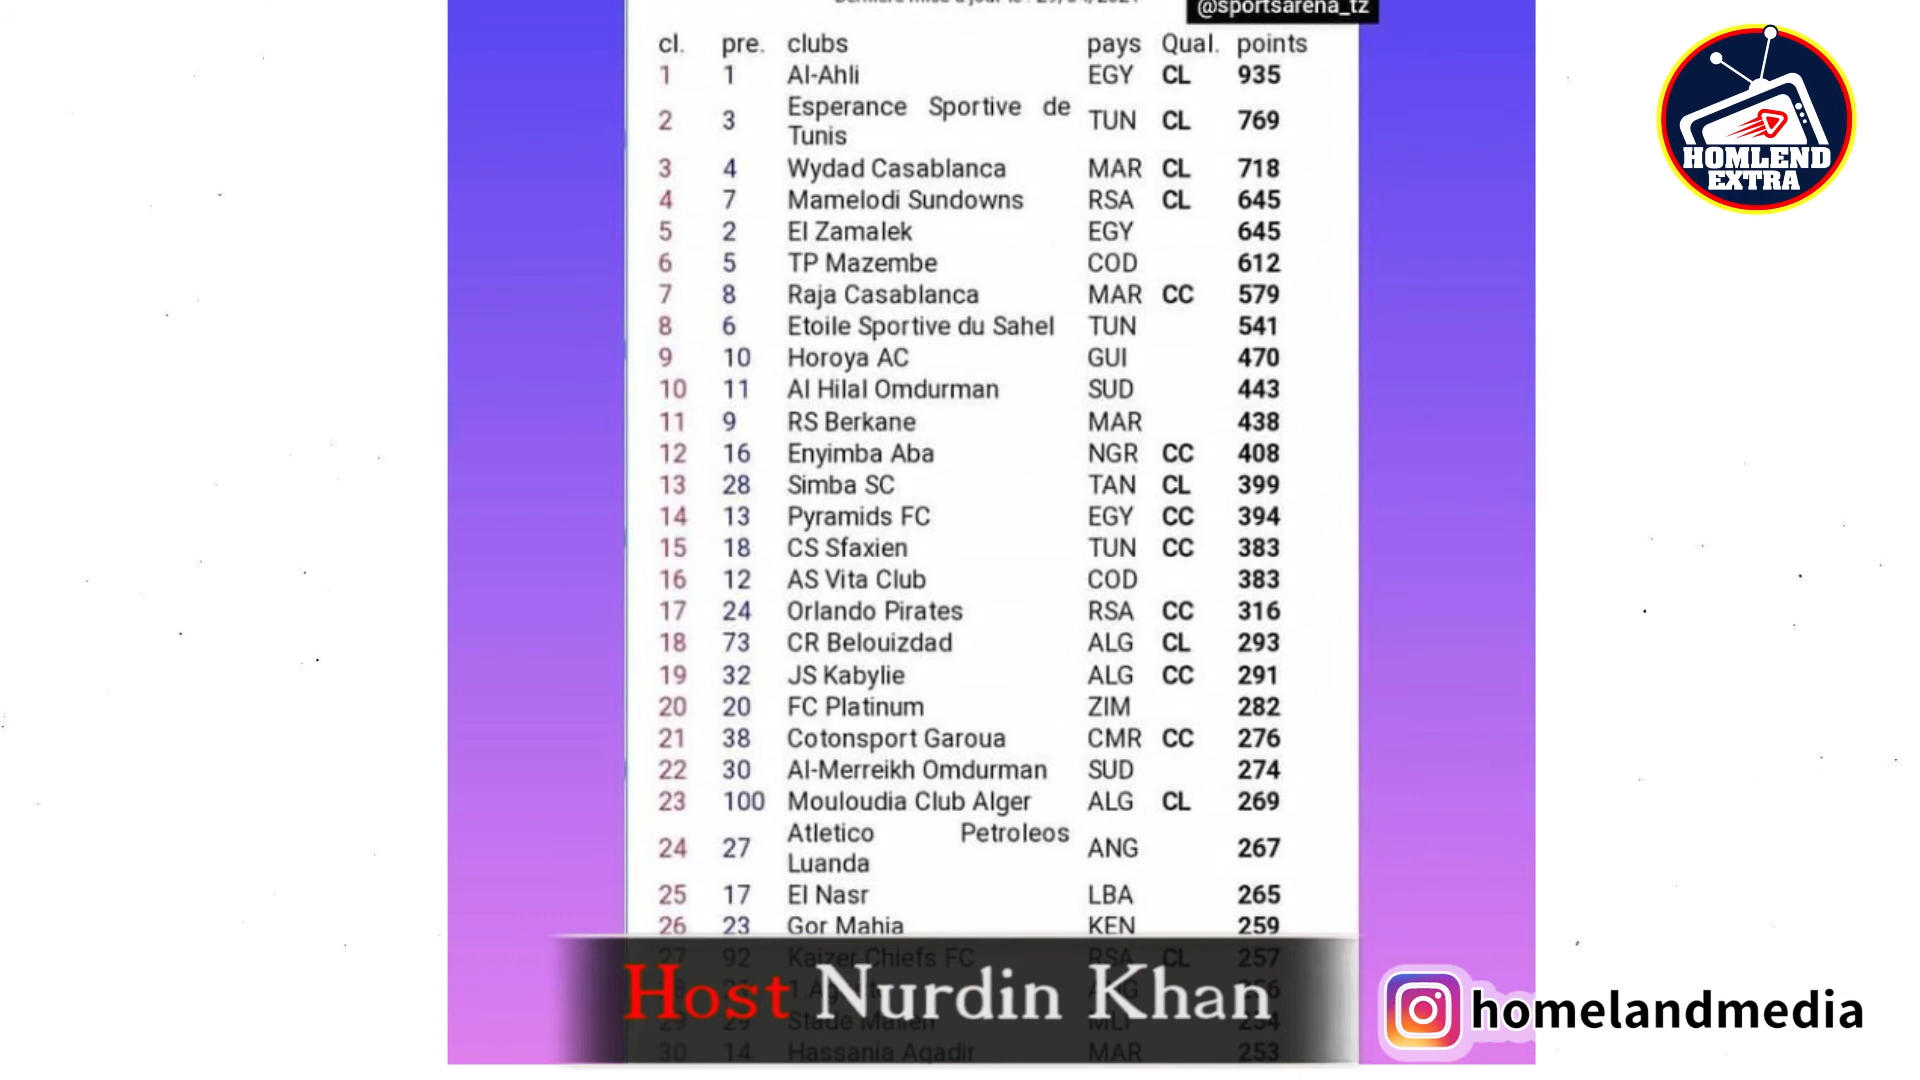 @sportsarena_tz
cl. pre. clubs pays Qual. points
1 1 Al-Ahli EGY CL 935
2 3 Esperance Sportive de Tunis TUN CL 769
3 4 Wydad Casablanca MAR CL 718
4 7 Mamelodi Sundowns RSA CL 645
5 2 El Zamalek EGY 645
6 5 TP Mazembe COD 612
7 8 Raja Casablanca MAR CC 579
8 6 Etoile Sportive du Sahel TUN 541
9 10 Horoya AC GUI 470
10 11 Al Hilal Omdurman SUD 443
11 9 RS Berkane MAR 438
12 16 Enyimba Aba NGR CC 408
13 28 Simba SC TAN CL 399
14 13 Pyramids FC EGY CC 394
15 18 CS Sfaxien TUN CC 383
16 12 AS Vita Club COD 383
17 24 Orlando Pirates RSA CC 316
18 73 CR Belouizdad ALG CL 293
19 32 JS Kabylie ALG CC 291
20 20 FC Platinum ZIM 282
21 38 Cotonsport Garoua CMR CC 276
22 30 Al-Merreikh Omdurman SUD 274
23 100 Mouloudia Club Alger ALG CL 269
24 27 Atletico Petroleos Luanda ANG 267
25 17 El Nasr LBA 265
26 23 Gor Mahia KEN 259
27 92 Kaizer Chiefs FC RSA CL 257
29 29 Stade Malien MLI 254
30 14 Hassania Agadir MAR 253
Host Nurdin Khan
HOMLEND
EXTRA
homelandmedia